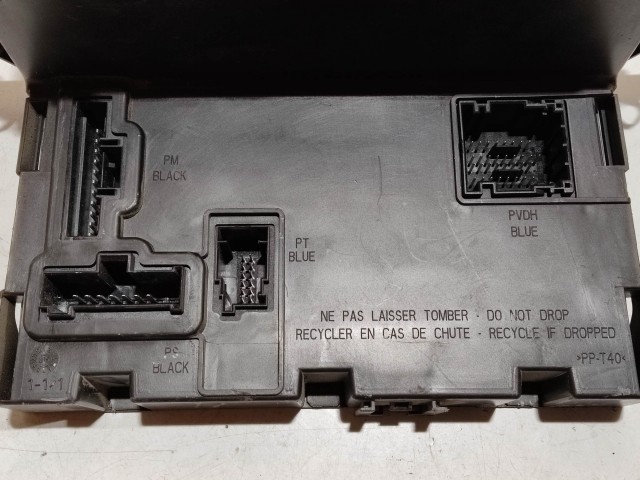 PM
BLACK
PVDH
BLUE
PT
BLUE
NE PAS LAISSER TOMBER - DO NOT DROP
RECYCLER EN CAS DE CHUTE - RECYCLE IF DROPPED
PS
BLACK
1-1-1
>PP-T40<